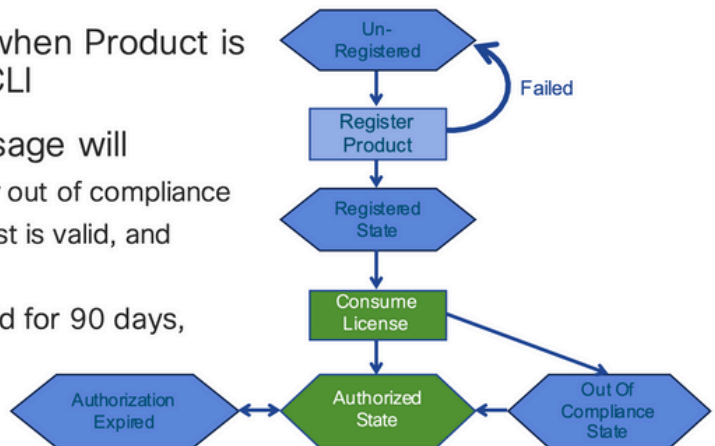 when Product is
CLI
sage will
out of compliance
st is valid, and
d for 90 days,
Un-
Registered
Failed
Register
Product
Registered
State
Consume
License
Authorization
Expired
Authorized
State
Out Of
Compliance
State